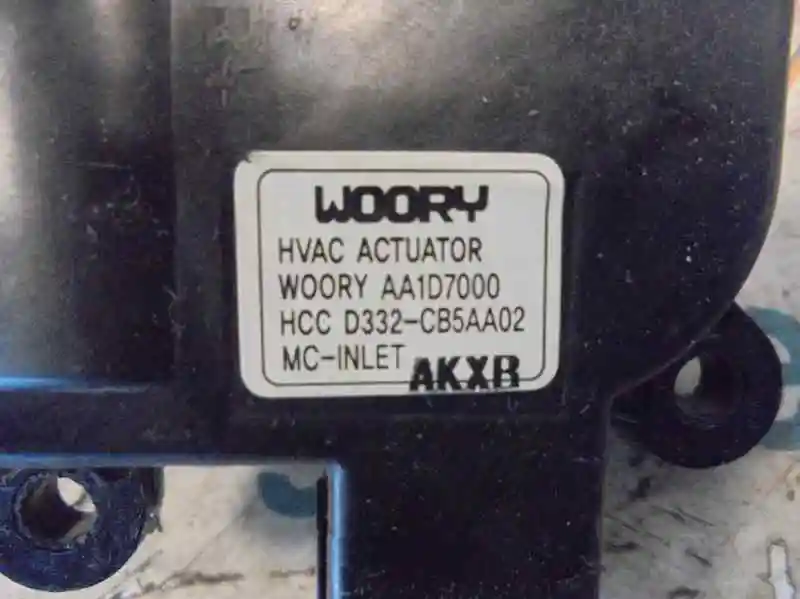 WOORY
HVAC ACTUATOR
WOORY AA1D7000
HCC D332-CB5AA02
MC-INLET
AKXB